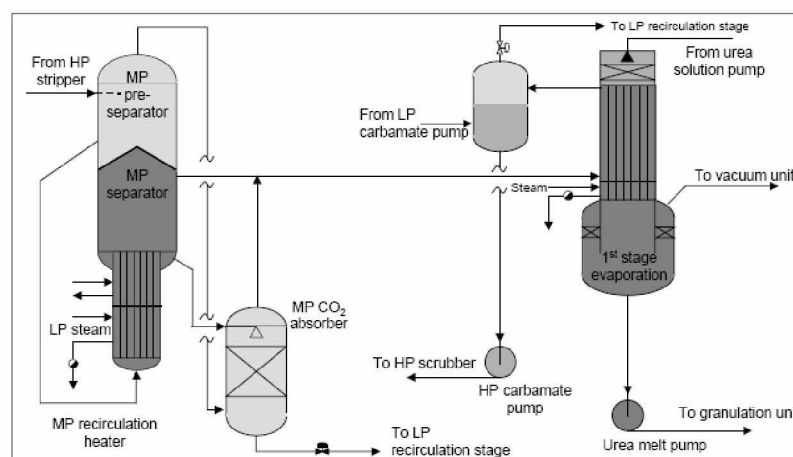 To LP recirculation stage
From HP
stripper
MP
pre-
separator
From urea
solution pump
From LP
carbamate pump
MP
separator
Steam
To vacuum unit
1st stage
evaporation
MP CO2
absorber
LP steam
To HP scrubber
HP carbamate
pump
MP recirculation
heater
To LP
recirculation stage
To granulation un
Urea melt pump